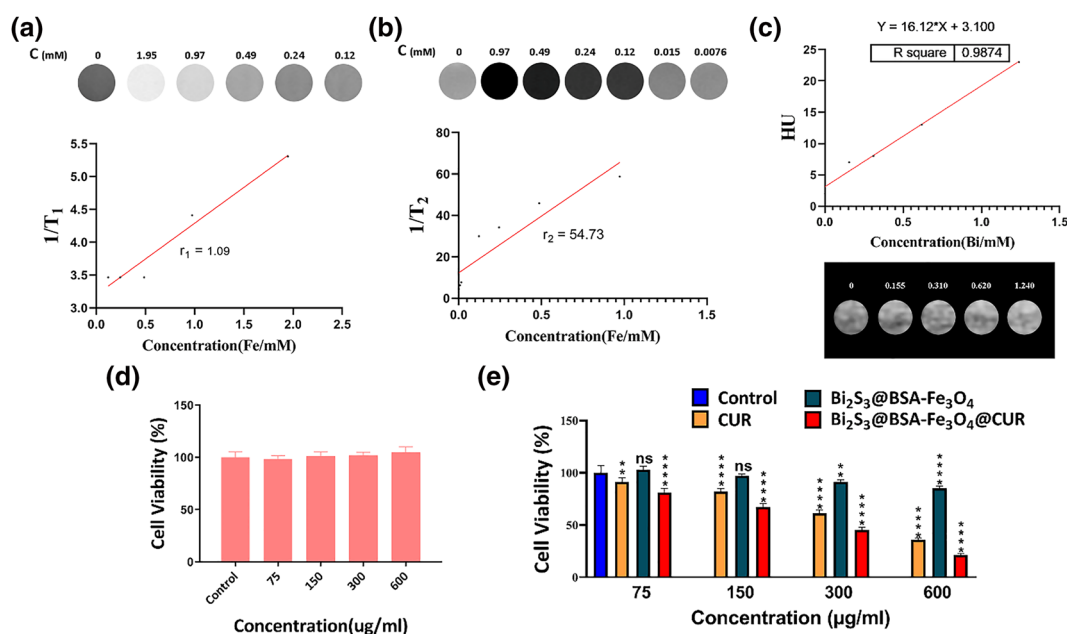 (a)
C (mM) 0 1.95 0.97 0.49 0.24 0.12
5.5
5.0
4.5
4.0
3.5
3.0
1/T₁
r₁ = 1.09
0.0 0.5 1.0 1.5 2.0 2.5
Concentration(Fe/mM)
(b)
C (mM) 0 0.97 0.49 0.24 0.12 0.015 0.0076
80
60
40
20
0
1/T₂
r₂ = 54.73
0.0 0.5 1.0 1.5
Concentration(Fe/mM)
(c)
Y = 16.12*X + 3.100
R square 0.9874
25
20
15
10
5
0
HU
0.0 0.5 1.0 1.5
Concentration(Bi/mM)
0 0.155 0.310 0.620 1.240
(d)
150
100
50
0
Cell Viability (%)
Control 75 150 300 600
Concentration(ug/ml)
(e)
Control
CUR
Bi₂S₃@BSA-Fe₃O₄
Bi₂S₃@BSA-Fe₃O₄@CUR
150
100
50
0
Cell Viability (%)
** ns **** **** ns **** **** ** **** **** **** ****
75 150 300 600
Concentration (µg/ml)